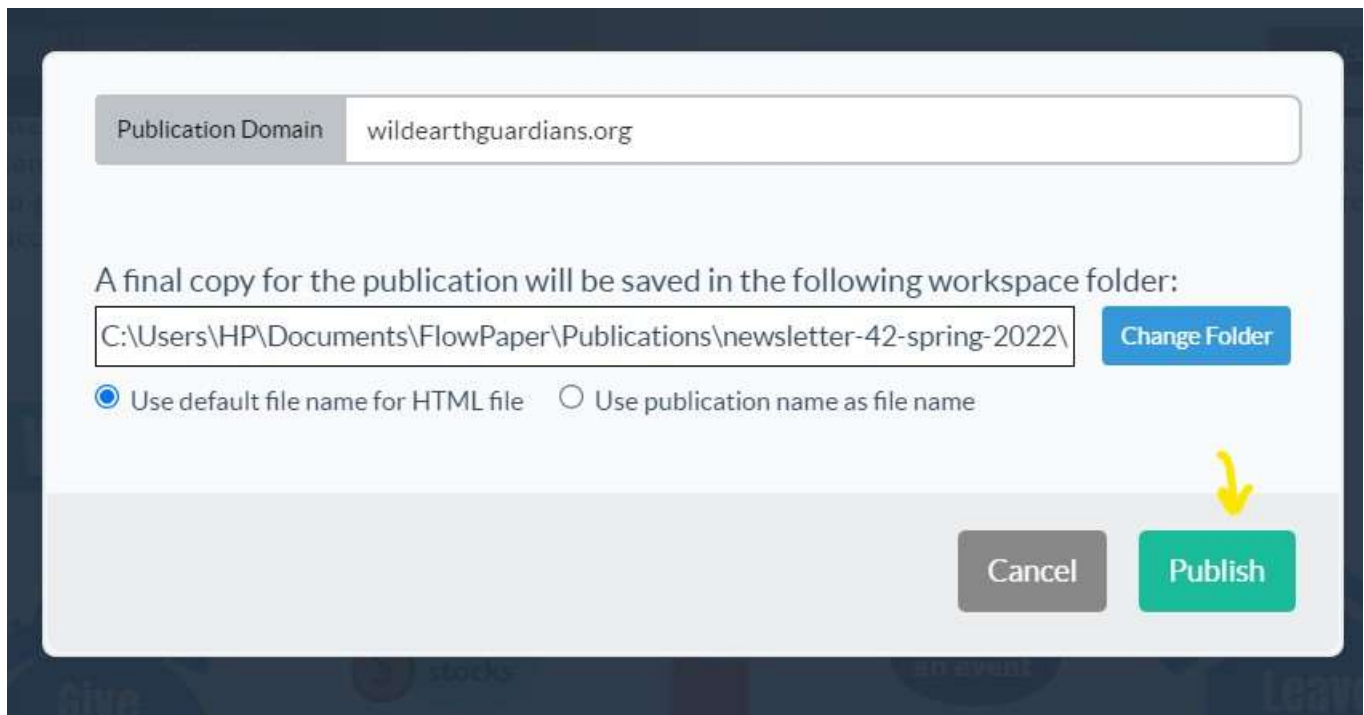 Publication Domain wildearthguardians.org
A final copy for the publication will be saved in the following workspace folder:
C:\Users\HP\Documents\FlowPaper\Publications\newsletter-42-spring-2022\ Change Folder
Use default file name for HTML file Use publication name as file name
Cancel Publish
stocks an event
Give Leave